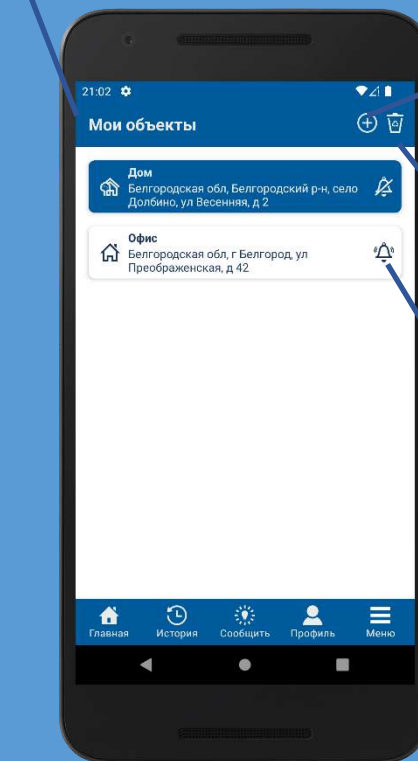 21:02
Мои объекты
Дом
Белгородская обл, Белгородский р-н, село
Долбино, ул Весенняя, д 2
Офис
Белгородская обл, г Белгород, ул
Преображенская, д 42
Главная История Сообщить Профиль Меню